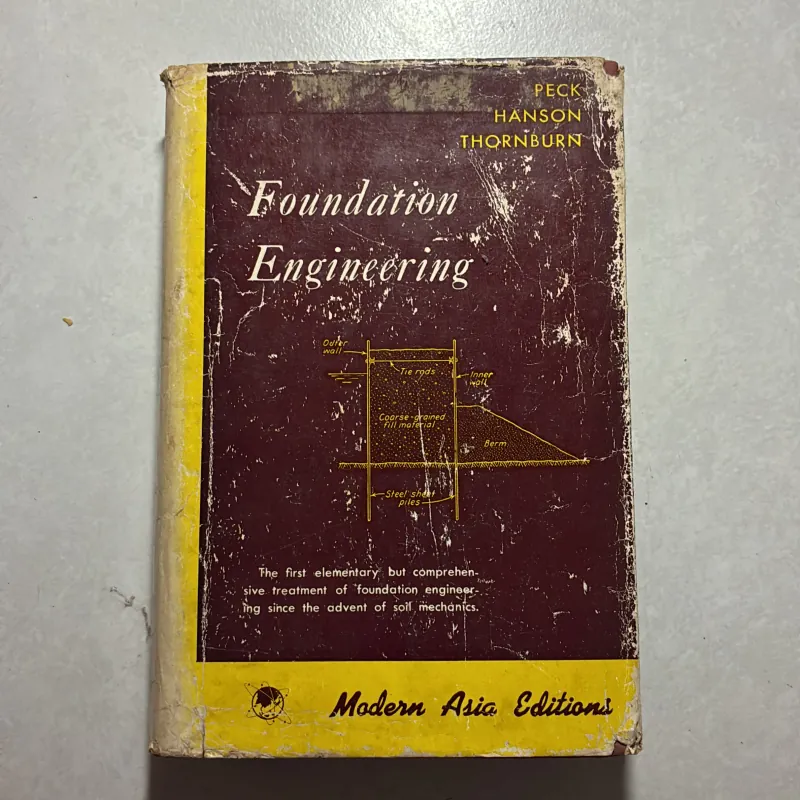 PECK
HANSON
THORNBURN
Foundation
Engineering
Outer
wall
Tie rods
Inner
wall
Coarse-grained
fill material
Berm
Steel sheet
piles
The first elementary but comprehen-
sive treatment of foundation engineer-
ing since the advent of soil mechanics.
Modern Asia Editions